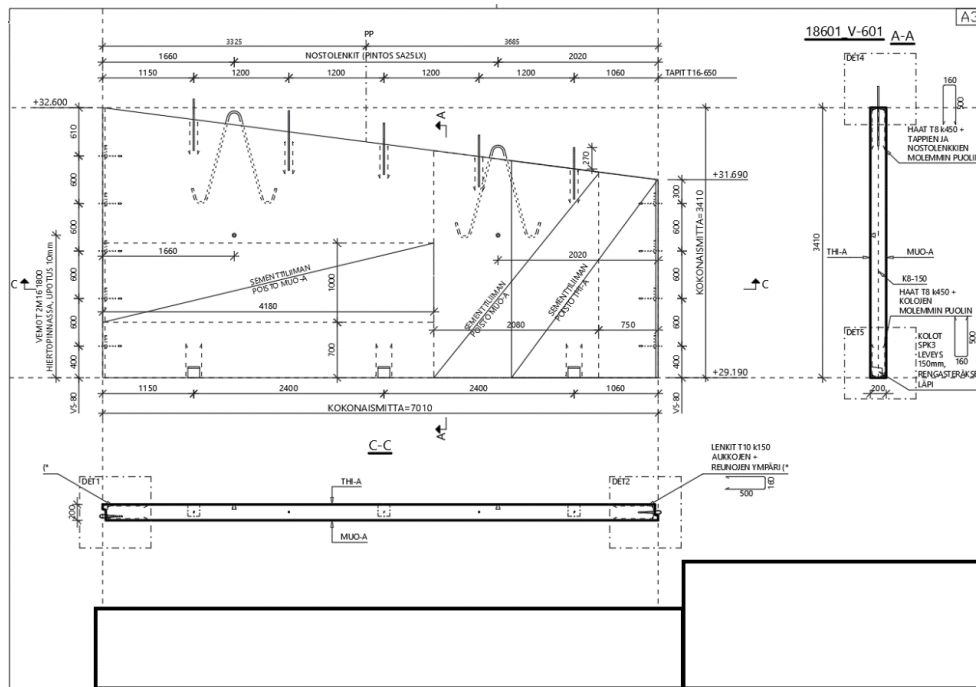 A3
18601_V-601
A-A
PP
3325
3685
1660
NOSTOLENKIT (PINTOS SA25LX)
2020
1150
1200
1200
1200
1200
1060
TAPIT T16-650
DET4
160
500
+32.600
A
HAAT T8 k450 +
TAPPIEN JA
NOSTOLENKKIEN
MOLEMMIN PUOLIN
610
270
+31.690
600
300
600
600
KOKONAISMITTA=3410
3410
1660
2020
THI-A
MUO-A
C
C
VEMOT 2M16 1800
HIERTOPINNASSA, UPOTUS 10mm
600
600
SEMENTTILIIMAN
POISTO MUO-A
1000
SEMENTTILIIMAN
POISTO MUO-A
SEMENTTILIIMAN
POISTO THI-A
K8-150
HAAT T8 k450 +
KOLOJEN
MOLEMMIN PUOLIN
4180
600
600
2080
750
DET5
KOLOT
SPK3
LEVEYS
150mm,
RENGASTERÄKSE
LÄPI
160
500
700
400
400
+29.190
200
VS-80
VS-80
1150
2400
2400
1060
KOKONAISMITTA=7010
A
C-C
LENKIT T10 k150
AUKKOJEN +
REUNOJEN YMPÄRI (*
(*
DET1
THI-A
DET2
500
160
200
MUO-A